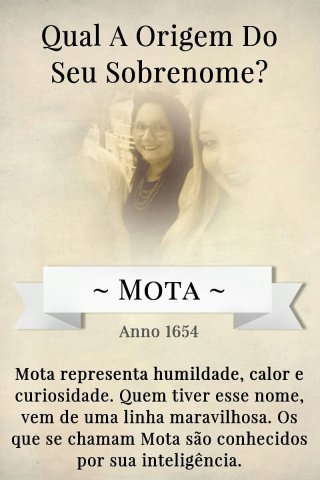 Qual A Origem Do
Seu Sobrenome?
~ MOTA ~
Anno 1654
Mota representa humildade, calor e
curiosidade. Quem tiver esse nome,
vem de uma linha maravilhosa. Os
que se chamam Mota são conhecidos
por sua inteligência.